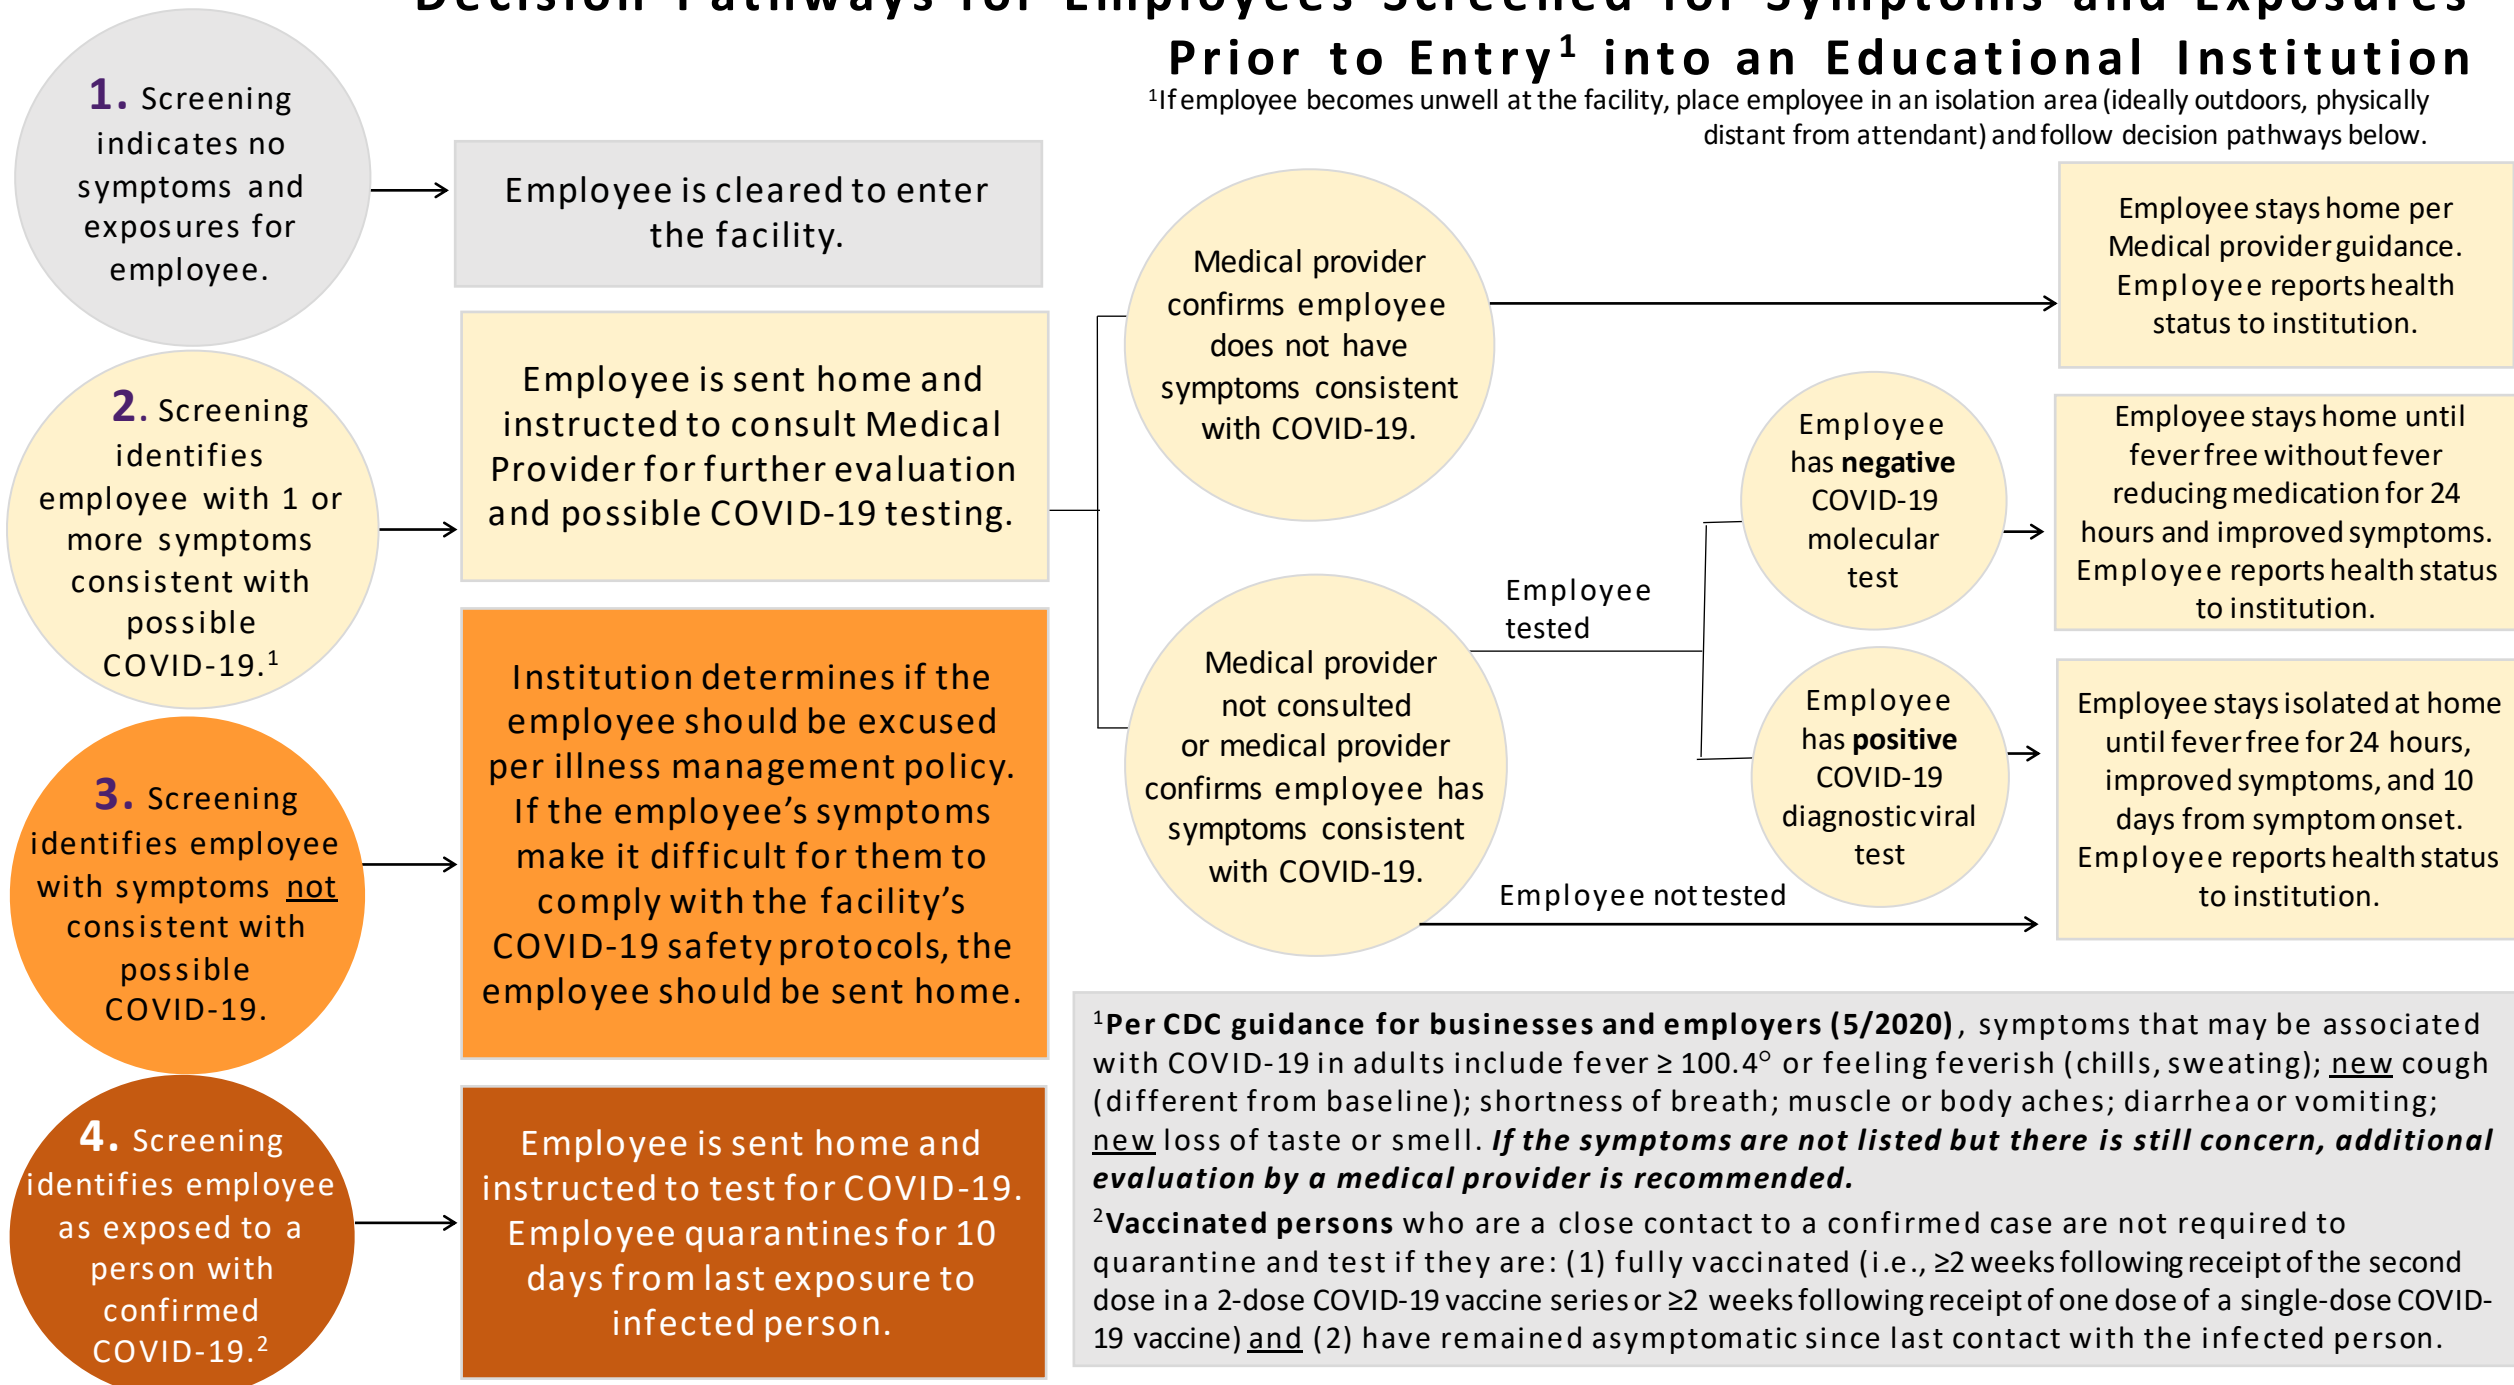 Decision Pathways for Employees Screened for Symptoms and Exposures
Prior to Entry¹ into an Educational Institution
¹If employee becomes unwell at the facility, place employee in an isolation area (ideally outdoors, physically
distant from attendant) and follow decision pathways below.
1. Screening
indicates no
symptoms and
exposures for
employee.
Employee is cleared to enter
the facility.
2. Screening
identifies
employee with 1 or
more symptoms
consistent with
possible
COVID-19.¹
Employee is sent home and
instructed to consult Medical
Provider for further evaluation
and possible COVID-19 testing.
Medical provider
confirms employee
does not have
symptoms consistent
with COVID-19.
Employee stays home per
Medical provider guidance.
Employee reports health
status to institution.
Medical provider
not consulted
or medical provider
confirms employee has
symptoms consistent
with COVID-19.
Employee
tested
Employee
has negative
COVID-19
molecular
test
Employee stays home until
fever free without fever
reducing medication for 24
hours and improved symptoms.
Employee reports health status
to institution.
Employee
has positive
COVID-19
diagnostic viral
test
Employee not tested
Employee stays isolated at home
until fever free for 24 hours,
improved symptoms, and 10
days from symptom onset.
Employee reports health status
to institution.
3. Screening
identifies employee
with symptoms not
consistent with
possible
COVID-19.
Institution determines if the
employee should be excused
per illness management policy.
If the employee’s symptoms
make it difficult for them to
comply with the facility’s
COVID-19 safety protocols, the
employee should be sent home.
4. Screening
identifies employee
as exposed to a
person with
confirmed
COVID-19.²
Employee is sent home and
instructed to test for COVID-19.
Employee quarantines for 10
days from last exposure to
infected person.
¹Per CDC guidance for businesses and employers (5/2020), symptoms that may be associated
with COVID-19 in adults include fever ≥ 100.4° or feeling feverish (chills, sweating); new cough
(different from baseline); shortness of breath; muscle or body aches; diarrhea or vomiting;
new loss of taste or smell. If the symptoms are not listed but there is still concern, additional
evaluation by a medical provider is recommended.
²Vaccinated persons who are a close contact to a confirmed case are not required to
quarantine and test if they are: (1) fully vaccinated (i.e., ≥2 weeks following receipt of the second
dose in a 2-dose COVID-19 vaccine series or ≥2 weeks following receipt of one dose of a single-dose COVID-
19 vaccine) and (2) have remained asymptomatic since last contact with the infected person.